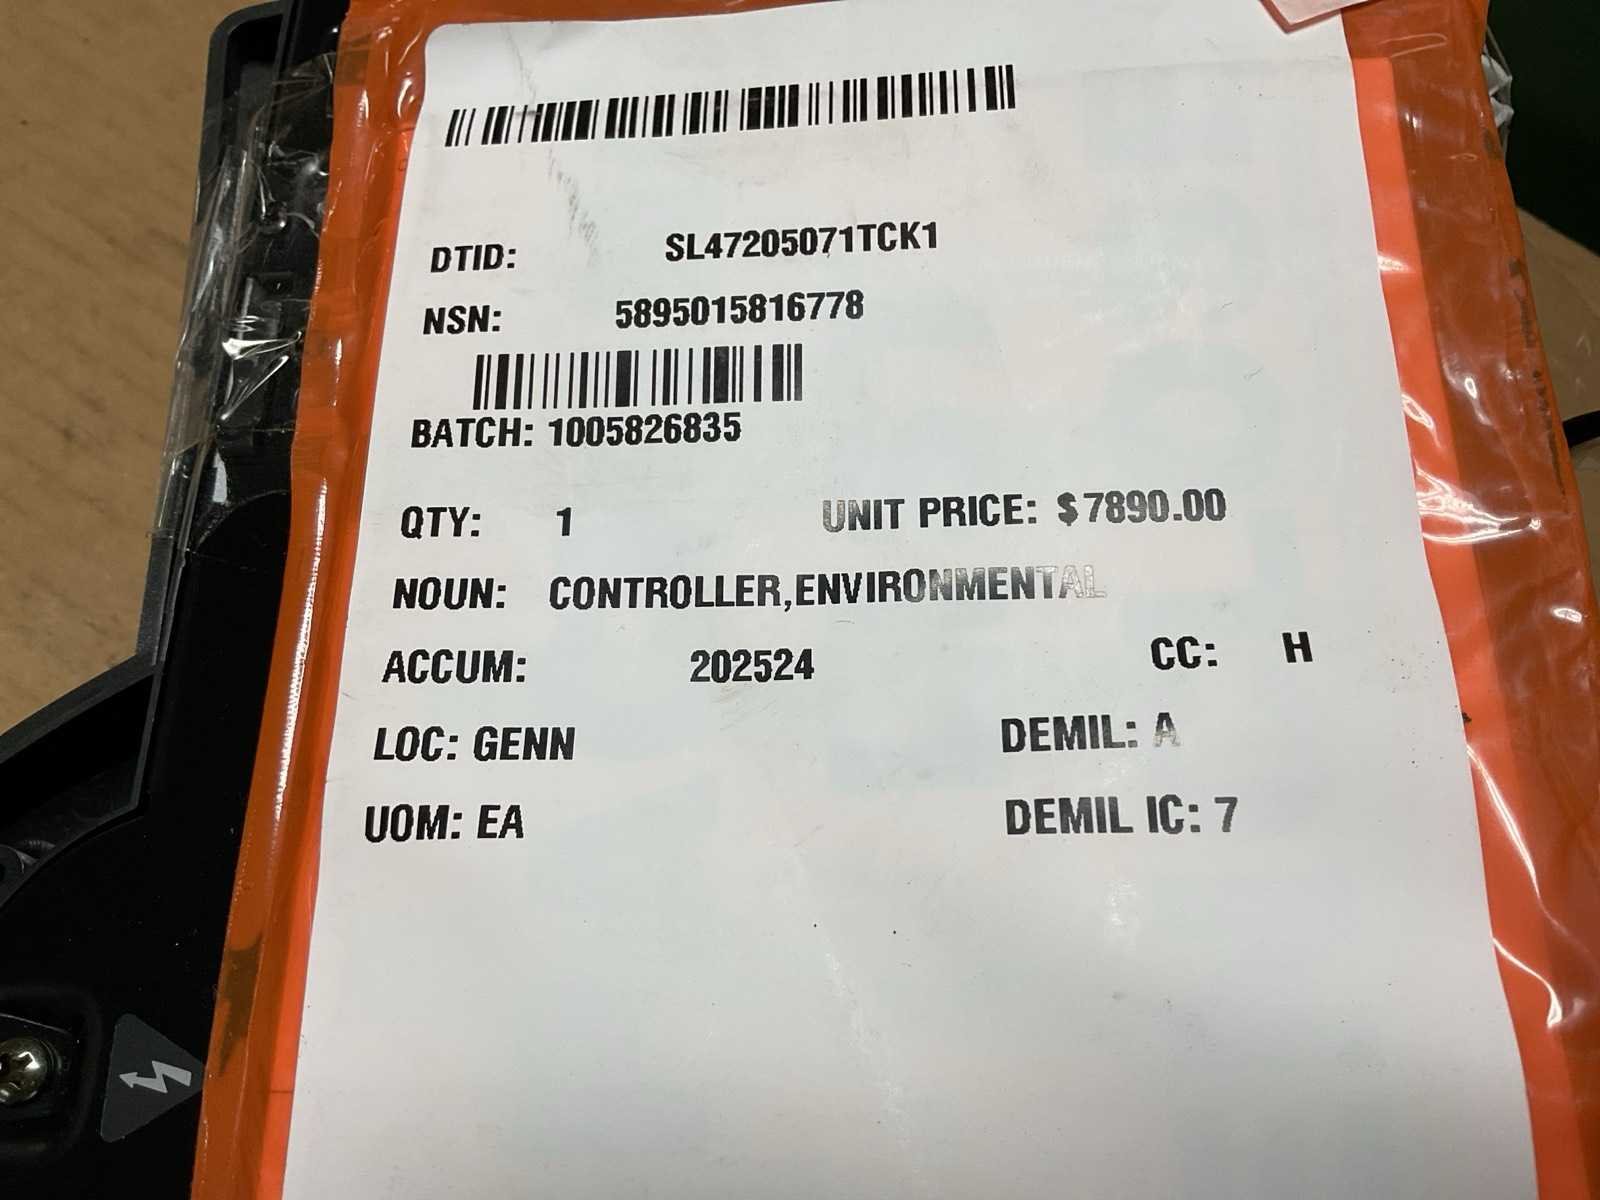 DTID: SL47205071TCK1
NSN: 5895015816778
BATCH: 1005826835
QTY: 1 UNIT PRICE: $7890.00
NOUN: CONTROLLER,ENVIRONMENTAL
ACCUM: 202524 CC: H
LOC: GENN DEMIL: A
UOM: EA DEMIL IC: 7